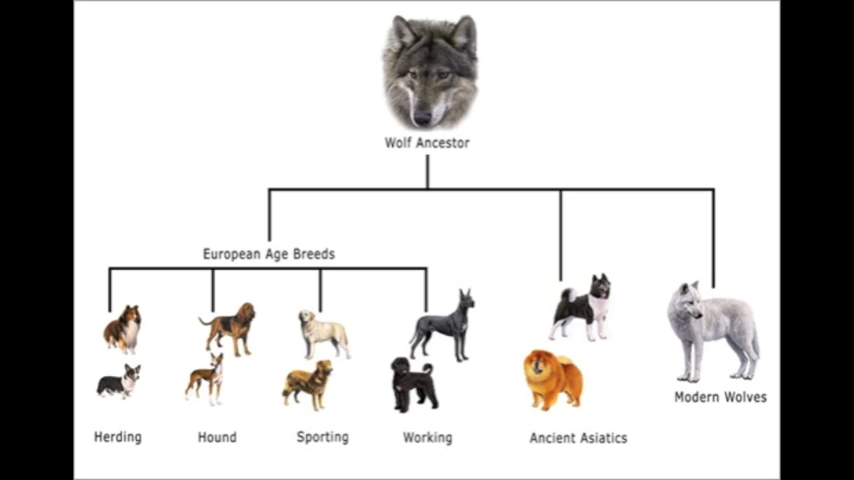 Wolf Ancestor
European Age Breeds
Modern Wolves
Herding
Hound
Sporting
Working
Ancient Asiatics